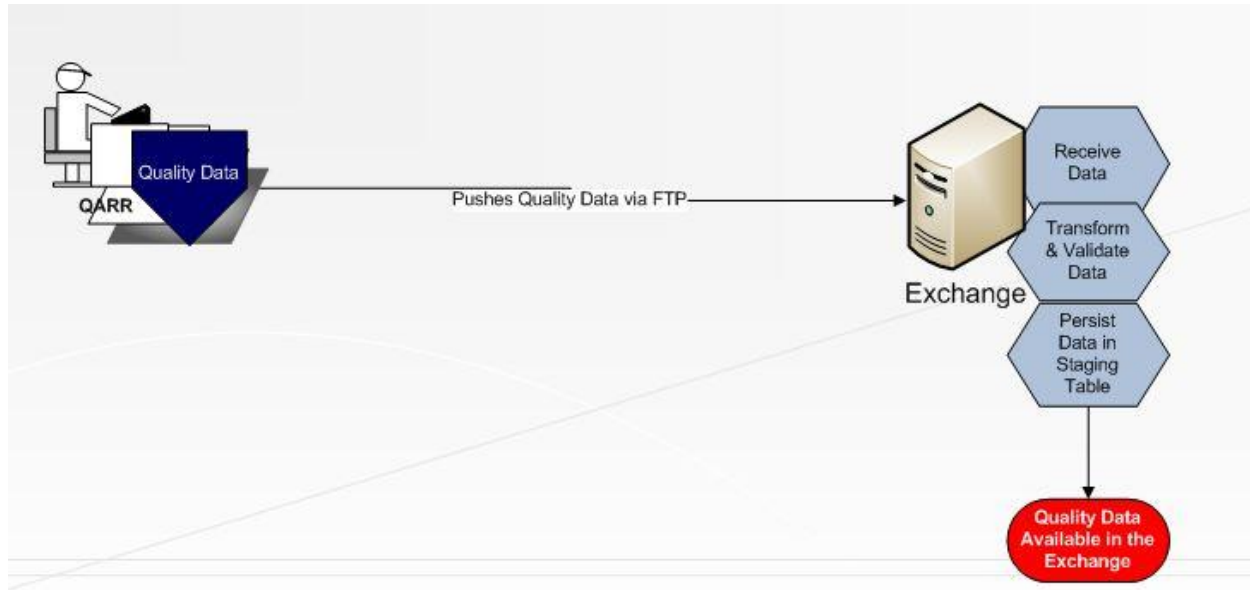 Quality Data
QARR
Pushes Quality Data via FTP
Exchange
Receive
Data
Transform
& Validate
Data
Persist
Data in
Staging
Table
Quality Data
Available in the
Exchange